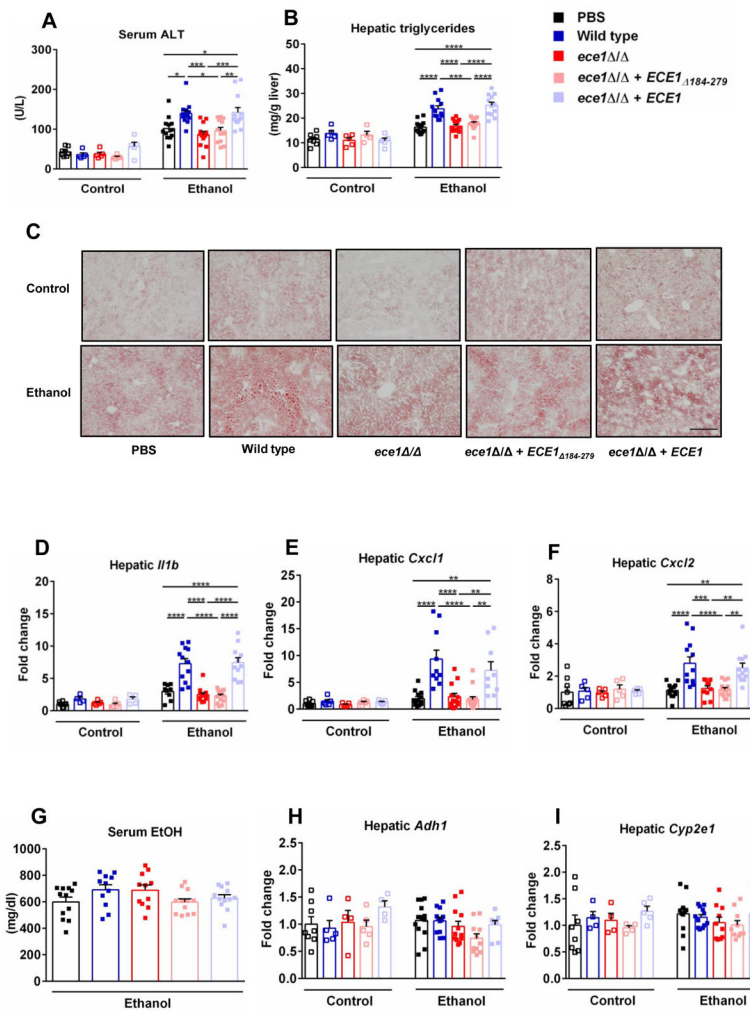 A
Serum ALT
(U/L)
200
150
100
50
0
* 
*** ***
* * **
Control
Ethanol
B
Hepatic triglycerides
(mg/g liver)
60
50
40
30
20
10
0
****
**** ****
**** *** ****
Control
Ethanol
PBS
Wild type
ece1Δ/Δ
ece1Δ/Δ + ECE1Δ184-279
ece1Δ/Δ + ECE1
C
Control
Ethanol
PBS
Wild type
ece1Δ/Δ
ece1Δ/Δ + ECE1Δ184-279
ece1Δ/Δ + ECE1
D
Hepatic Il1b
Fold change
20
15
10
5
0
****
**** ****
**** **** ****
Control
Ethanol
E
Hepatic Cxcl1
Fold change
25
20
15
10
5
0
**
**** **
**** **** **
Control
Ethanol
F
Hepatic Cxcl2
Fold change
8
6
4
2
0
**
*** **
**** **** **
Control
Ethanol
G
Serum EtOH
(mg/dl)
1000
800
600
400
200
0
Ethanol
H
Hepatic Adh1
Fold change
2.5
2.0
1.5
1.0
0.5
0.0
Control
Ethanol
I
Hepatic Cyp2e1
Fold change
2.5
2.0
1.5
1.0
0.5
0.0
Control
Ethanol